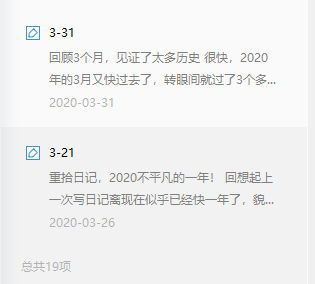 3-31
回顾3个月，见证了太多历史 很快，2020
年的3月又快过去了，转眼间就过了3个多...
2020-03-31
3-21
重拾日记，2020不平凡的一年！ 回想起上
一次写日记离现在似乎已经快一年了，貌...
2020-03-26
总共19项